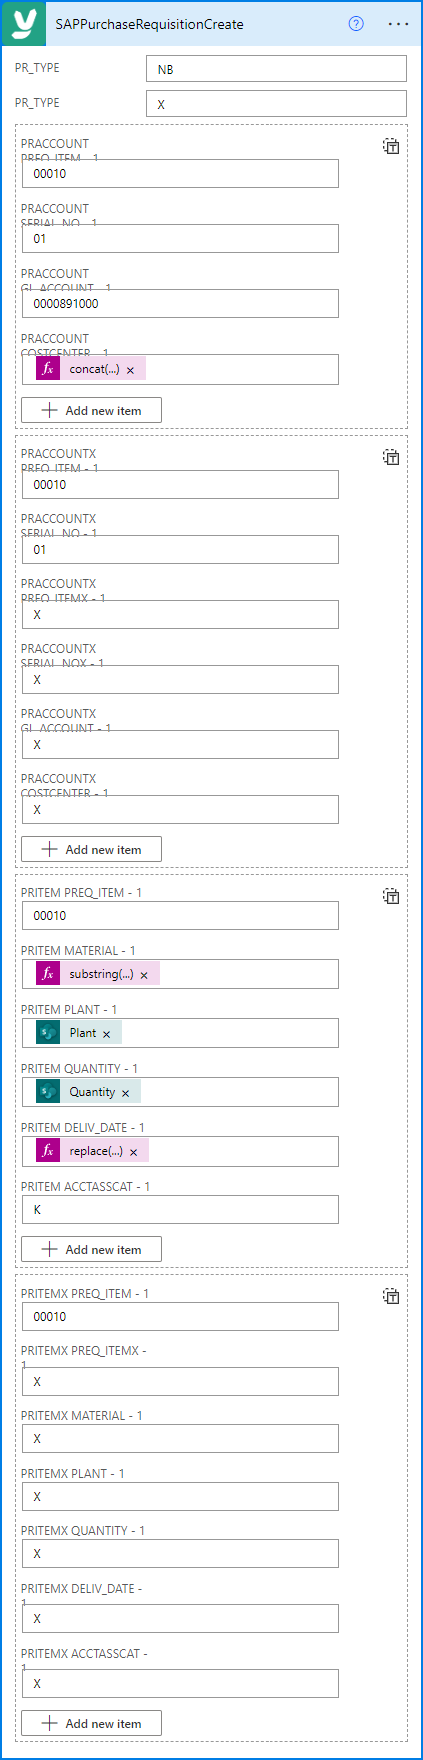 SAPPurchaseRequisitionCreate
PR_TYPE
NB
PR_TYPE
X
PRACCOUNT
PREQ_ITEM - 1
00010
PRACCOUNT
SERIAL_NO - 1
01
PRACCOUNT
GL_ACCOUNT - 1
0000891000
PRACCOUNT
COSTCENTER - 1
fx concat(...) ×
Add new item
PRACCOUNTX
PREQ_ITEM - 1
00010
PRACCOUNTX
SERIAL_NO - 1
01
PRACCOUNTX
PREQ_ITEMX - 1
X
PRACCOUNTX
SERIAL_NOX - 1
X
PRACCOUNTX
GL_ACCOUNT - 1
X
PRACCOUNTX
COSTCENTER - 1
X
Add new item
PRITEM PREQ_ITEM - 1
00010
PRITEM MATERIAL - 1
fx substring(...) ×
PRITEM PLANT - 1
Plant ×
PRITEM QUANTITY - 1
Quantity ×
PRITEM DELIV_DATE - 1
fx replace(...) ×
PRITEM ACCTASSCAT - 1
K
Add new item
PRITEMX PREQ_ITEM - 1
00010
PRITEMX PREQ_ITEMX -
1
X
PRITEMX MATERIAL - 1
X
PRITEMX PLANT - 1
X
PRITEMX QUANTITY - 1
X
PRITEMX DELIV_DATE -
1
X
PRITEMX ACCTASSCAT -
1
X
Add new item